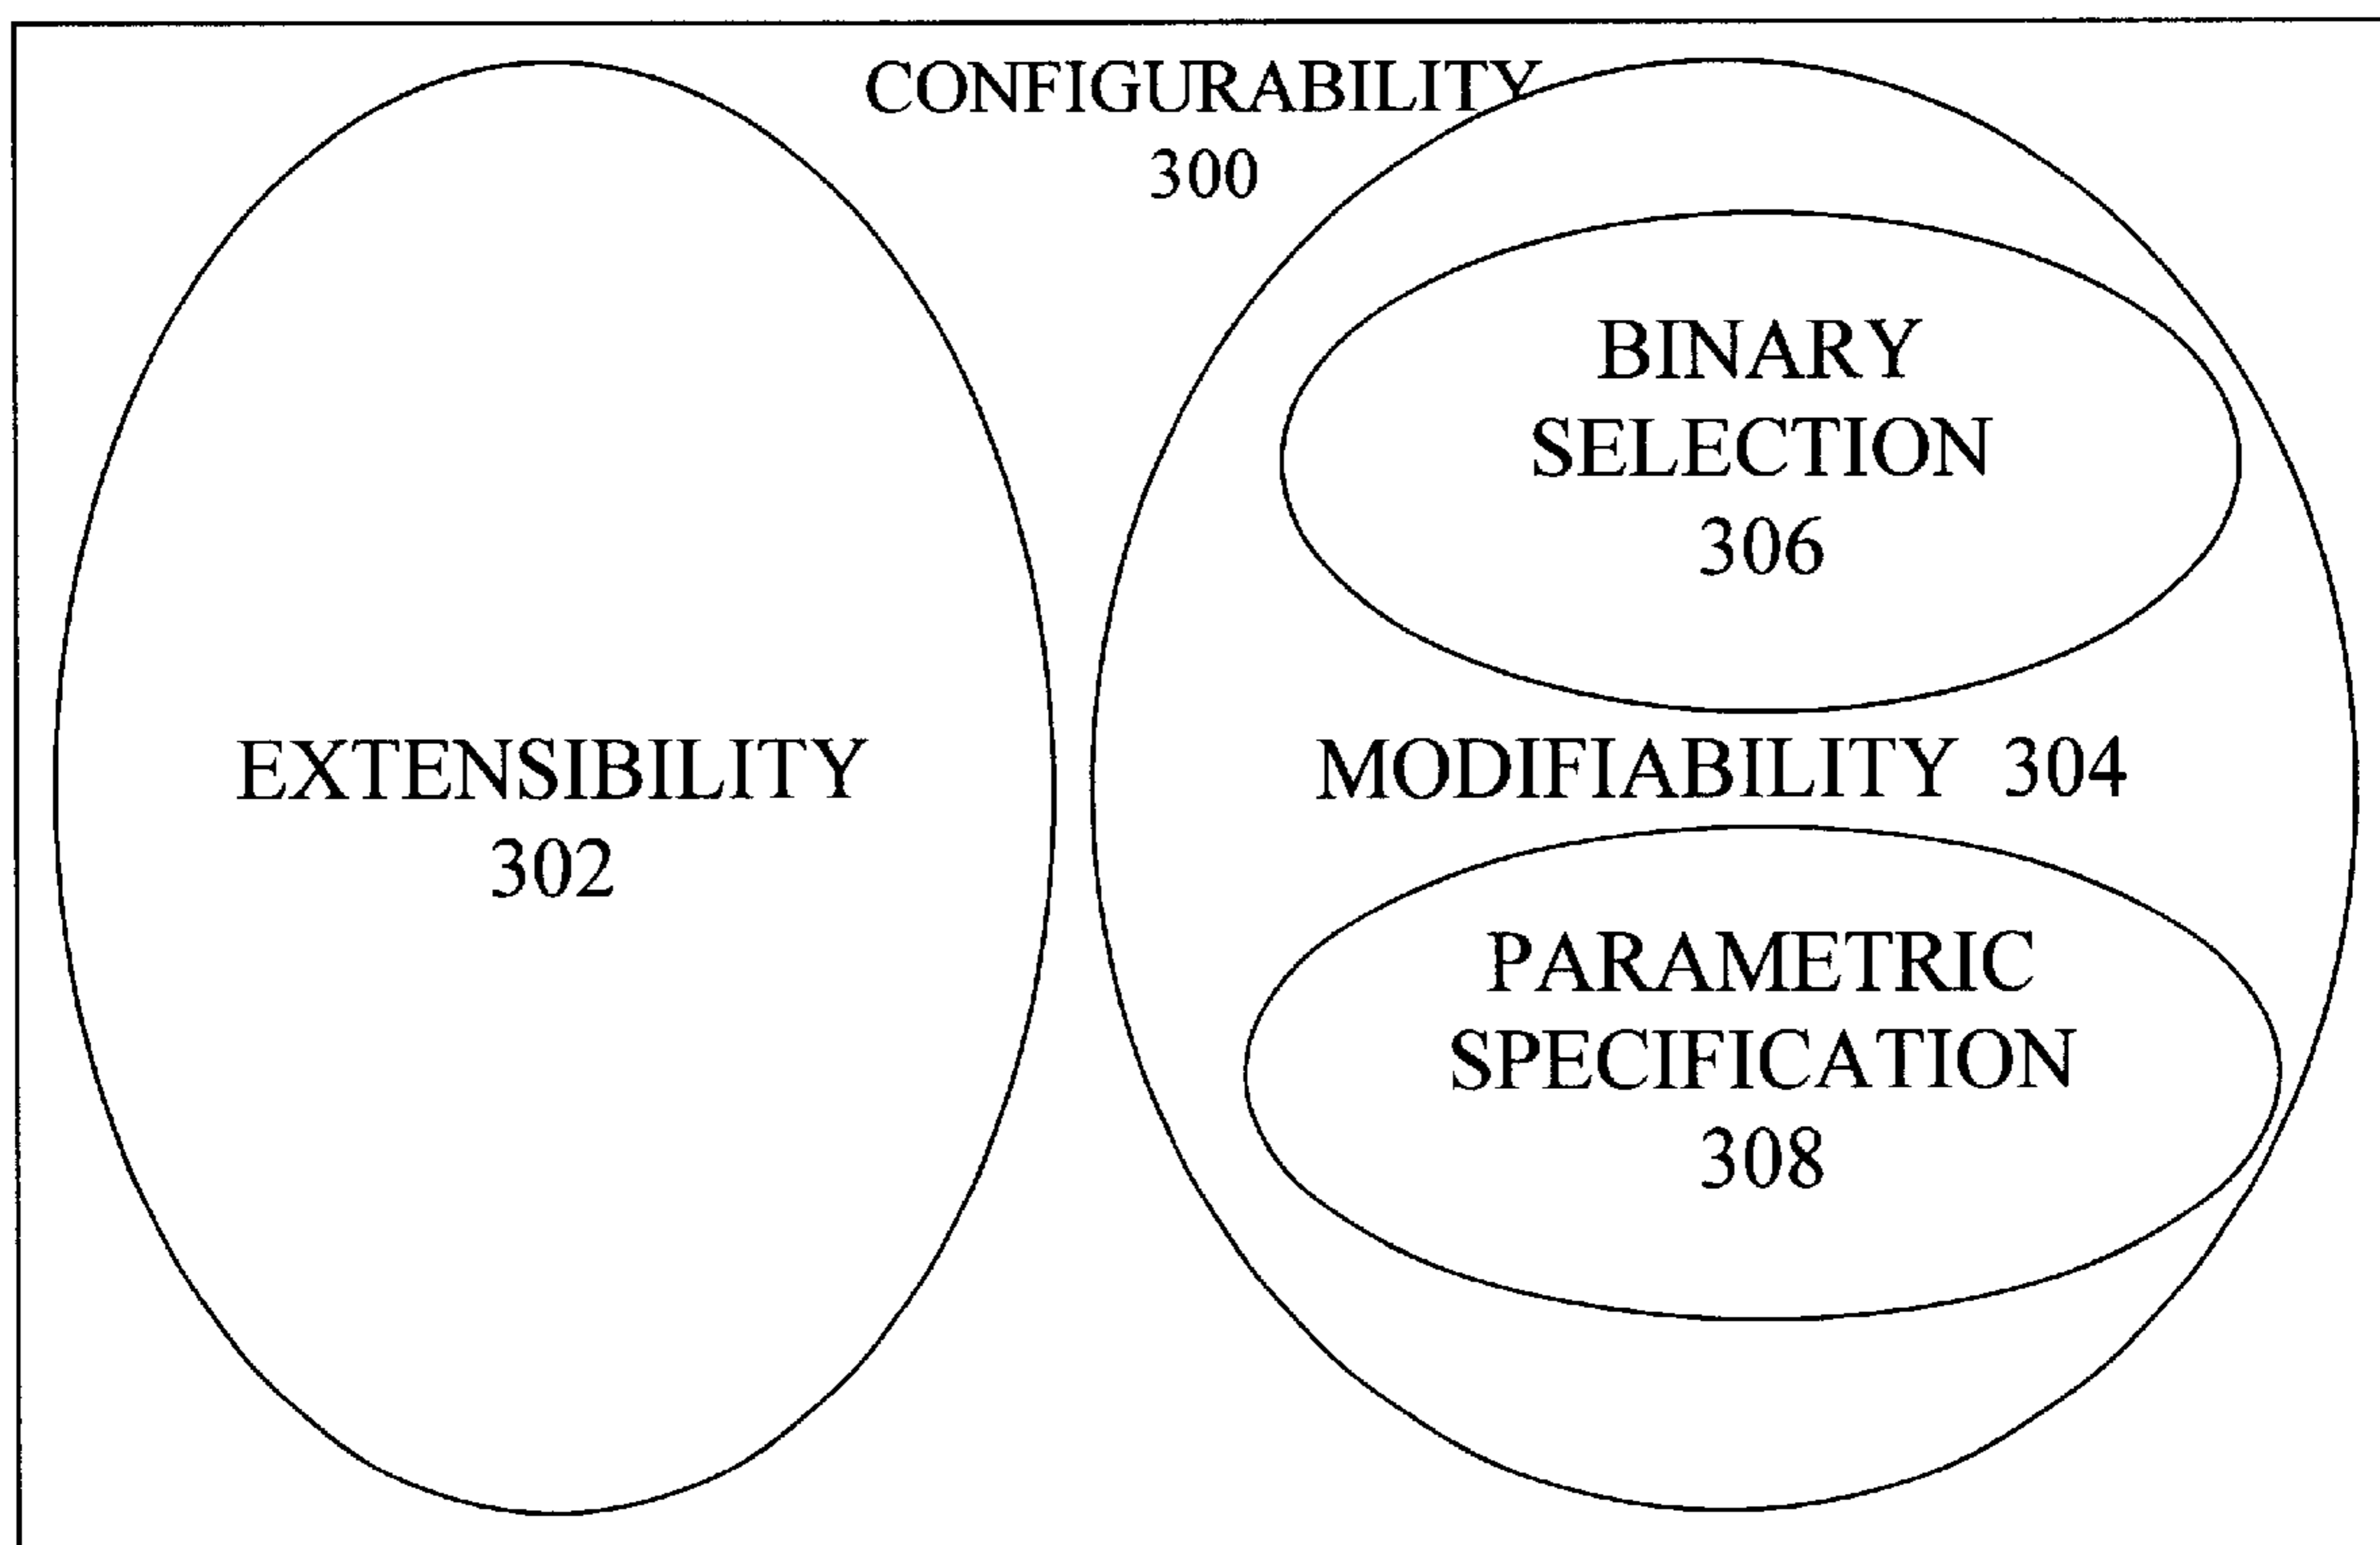 CONFIGURABILITY
300
EXTENSIBILITY
302
BINARY
SELECTION
306
MODIFIABILITY 304
PARAMETRIC
SPECIFICATION
308